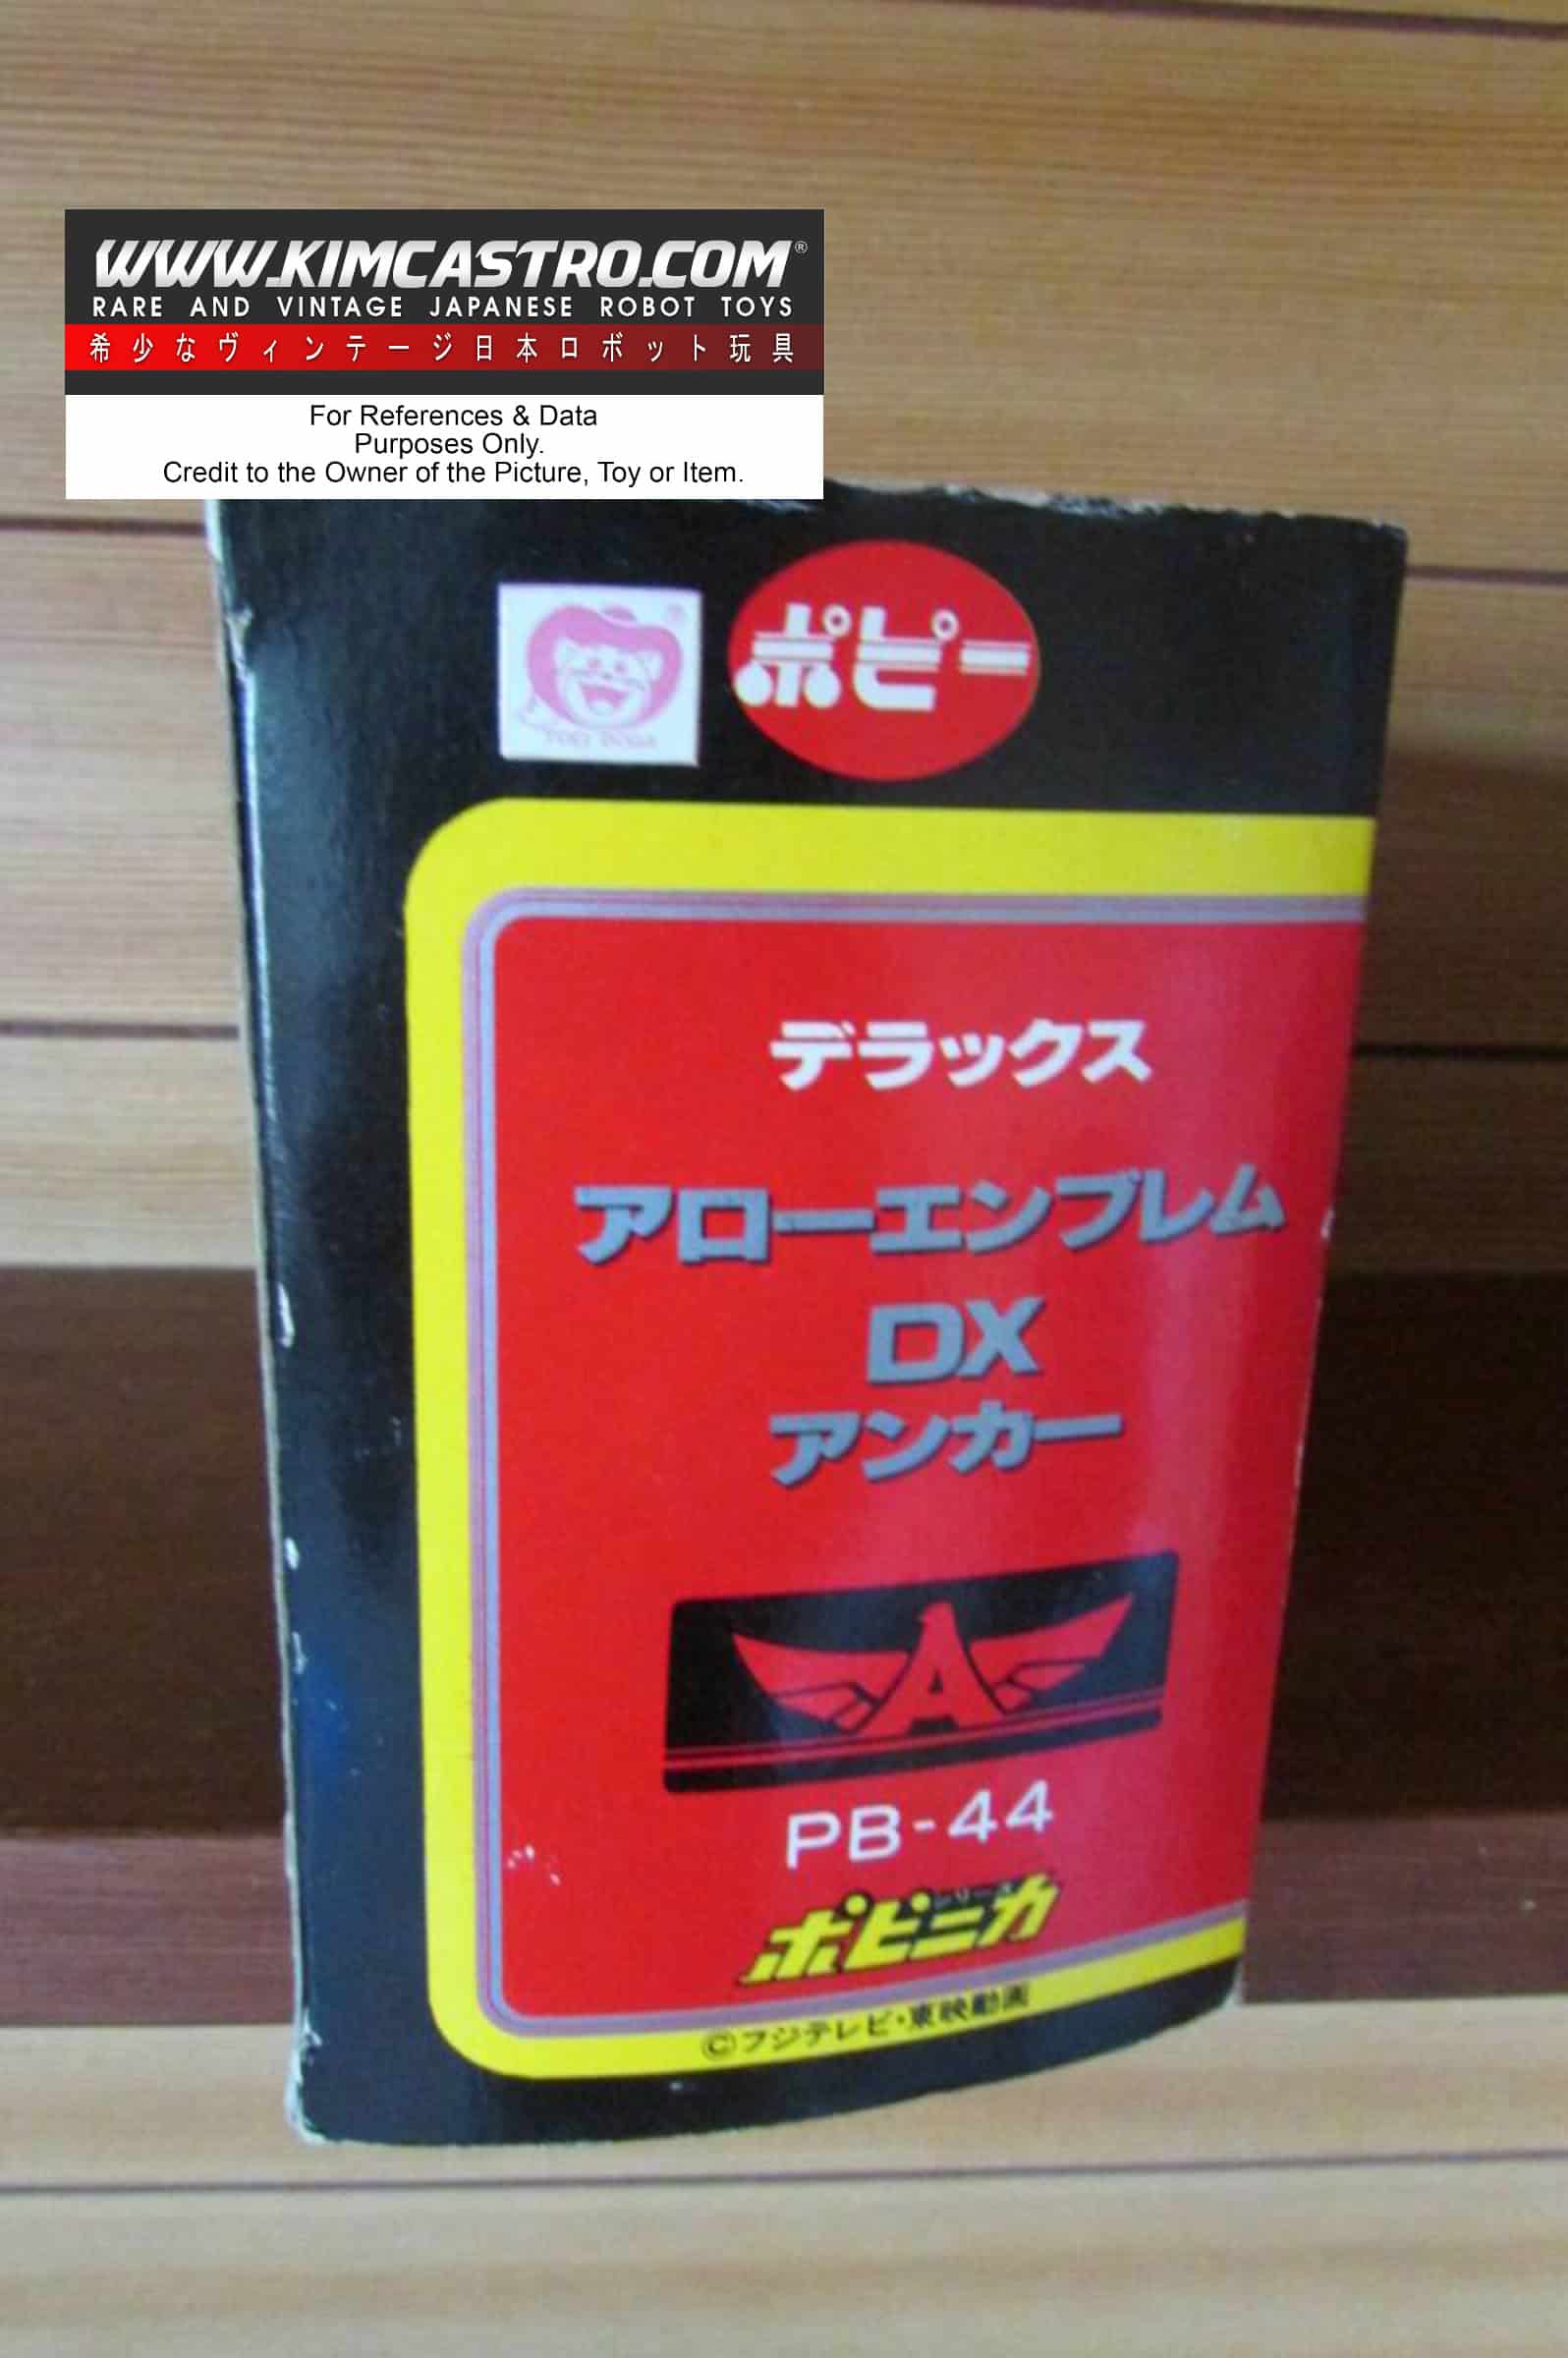 WWW.KIMCASTRO.COM®
RARE AND VINTAGE JAPANESE ROBOT TOYS
希少なヴィンテージ日本ロボット玩具
For References & Data
Purposes Only.
Credit to the Owner of the Picture, Toy or Item.
®
ポピー
デラックス
アローエンブレム
DX
アンカー
A
PB-44
シリーズ
ポピニカ
©フジテレビ・東映動画